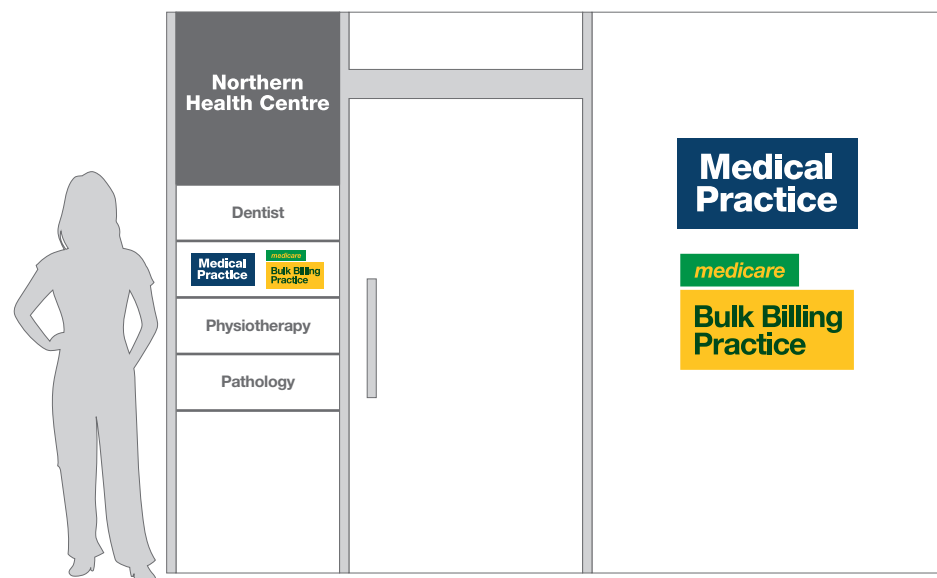 Northern
Health Centre
Dentist
Medical
Practice
medicare
Bulk Billing
Practice
Physiotherapy
Pathology
Medical
Practice
medicare
Bulk Billing
Practice